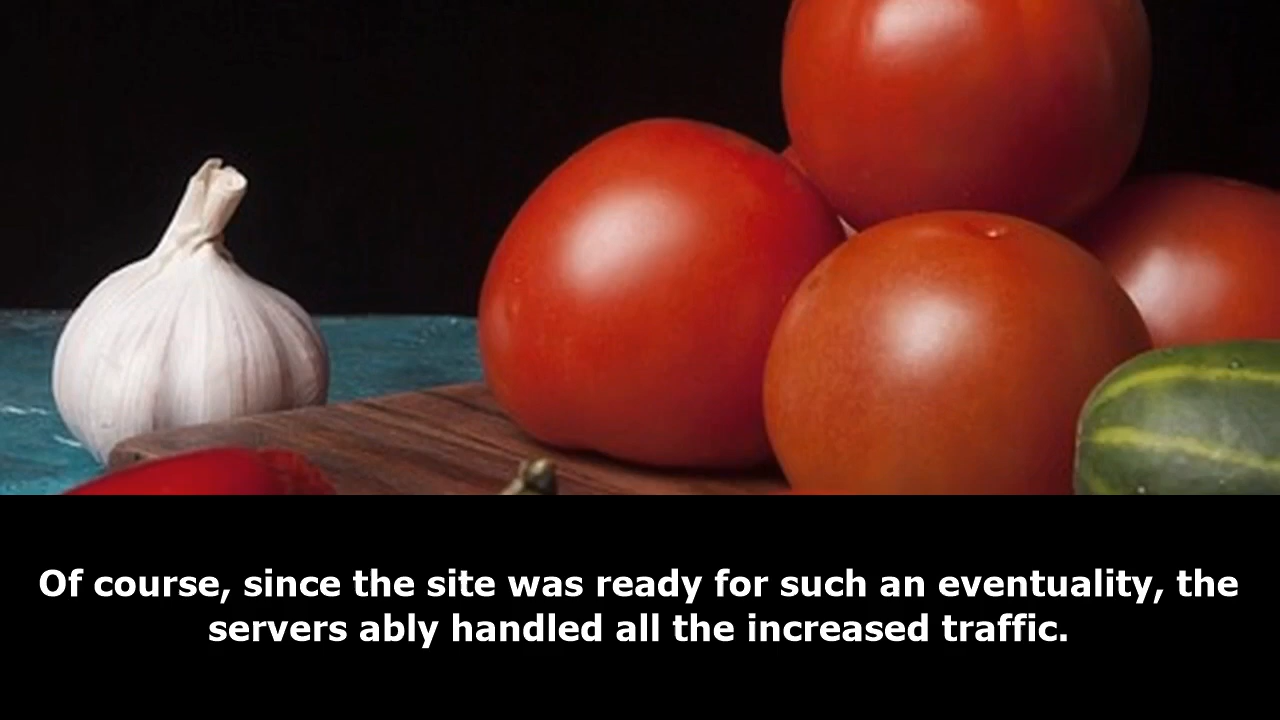 Of course, since the site was ready for such an eventuality, the
servers ably handled all the increased traffic.